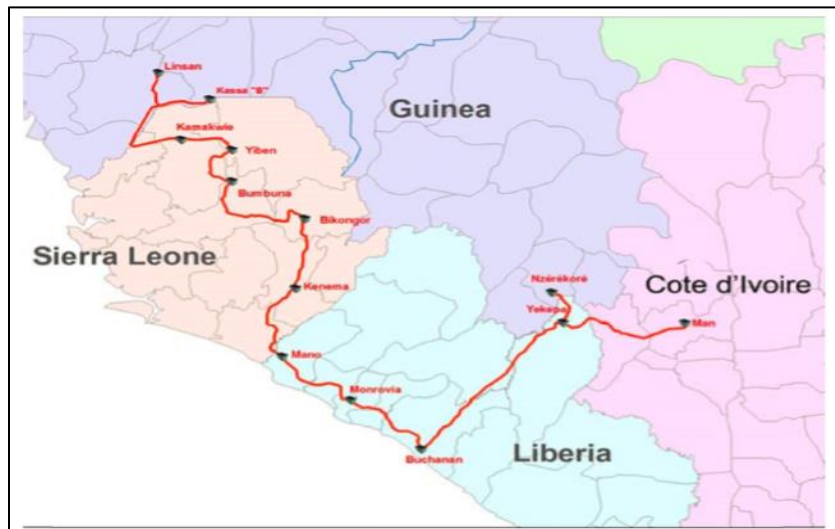 Linsan
Kassa "B"
Guinea
Kamakwie
Yiben
Bumbuna
Bikongor
Sierra Leone
Nzérékoré
Cote d'Ivoire
Kenema
Yekepa
Man
Mano
Monrovia
Buchanan
Liberia